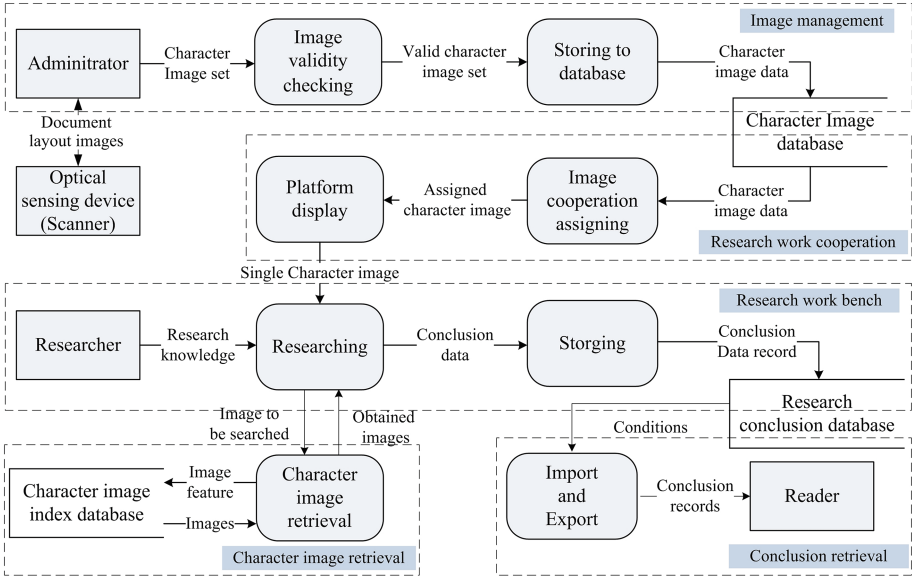 Image management
Adminitrator
Character
Image set
Image
validity
checking
Valid character
image set
Storing to
database
Character
image data
Document
layout images
Character Image
database
Optical
sensing device
(Scanner)
Platform
display
Assigned
character image
Image
cooperation
assigning
Character
image data
Research work cooperation
Single Character image
Research work bench
Researcher
Research
knowledge
Researching
Conclusion
data
Storging
Conclusion
Data record
Research
conclusion database
Image to
be searched
Obtained
images
Conditions
Character image
index database
Image
feature
Images
Character
image
retrieval
Import
and
Export
Conclusion
records
Reader
Character image retrieval
Conclusion retrieval